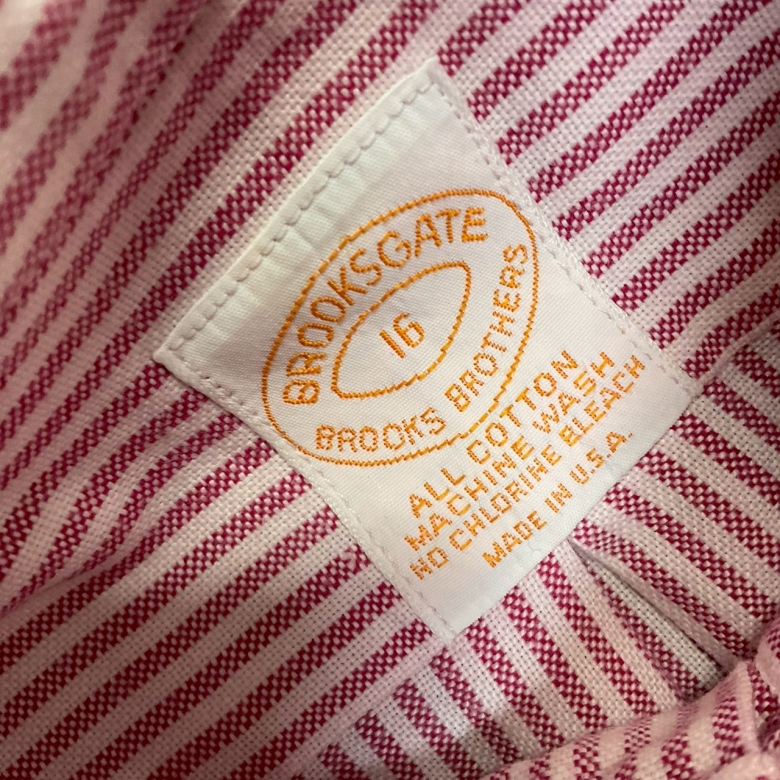 BROOKSGATE
16
BROOKS BROTHERS
ALL COTTON
MACHINE WASH
NO CHLORINE BLEACH
MADE IN U.S.A.